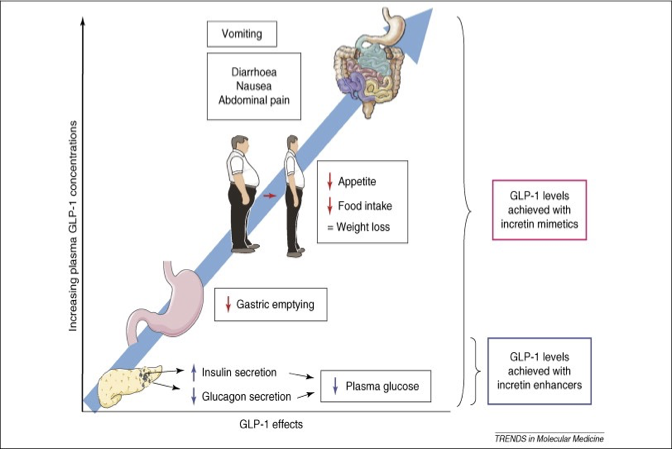 Vomiting
Diarrhoea
Nausea
Abdominal pain
Increasing plasma GLP-1 concentrations
↓ Appetite
↓ Food intake
= Weight loss
GLP-1 levels
achieved with
incretin mimetics
↓ Gastric emptying
↑ Insulin secretion
↓ Glucagon secretion
↓ Plasma glucose
GLP-1 levels
achieved with
incretin enhancers
GLP-1 effects
TRENDS in Molecular Medicine